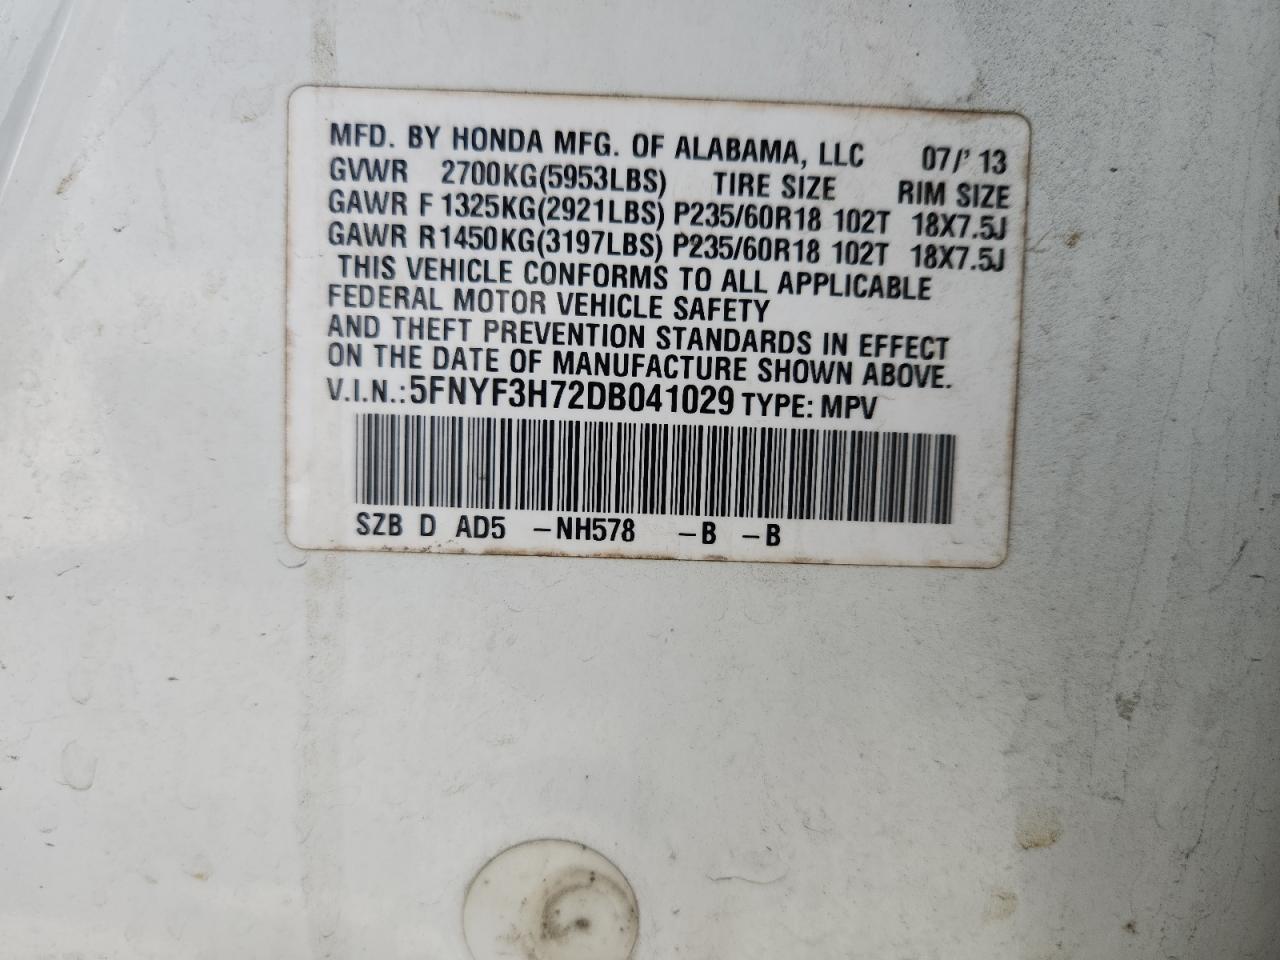 MFD. BY HONDA MFG. OF ALABAMA, LLC 07/' 13
GVWR 2700KG(5953LBS) TIRE SIZE RIM SIZE
GAWR F 1325KG(2921LBS) P235/60R18 102T 18X7.5J
GAWR R1450KG(3197LBS) P235/60R18 102T 18X7.5J
THIS VEHICLE CONFORMS TO ALL APPLICABLE
FEDERAL MOTOR VEHICLE SAFETY
AND THEFT PREVENTION STANDARDS IN EFFECT
ON THE DATE OF MANUFACTURE SHOWN ABOVE.
V.I.N.:5FNYF3H72DB041029 TYPE: MPV
SZB D AD5 -NH578 -B -B